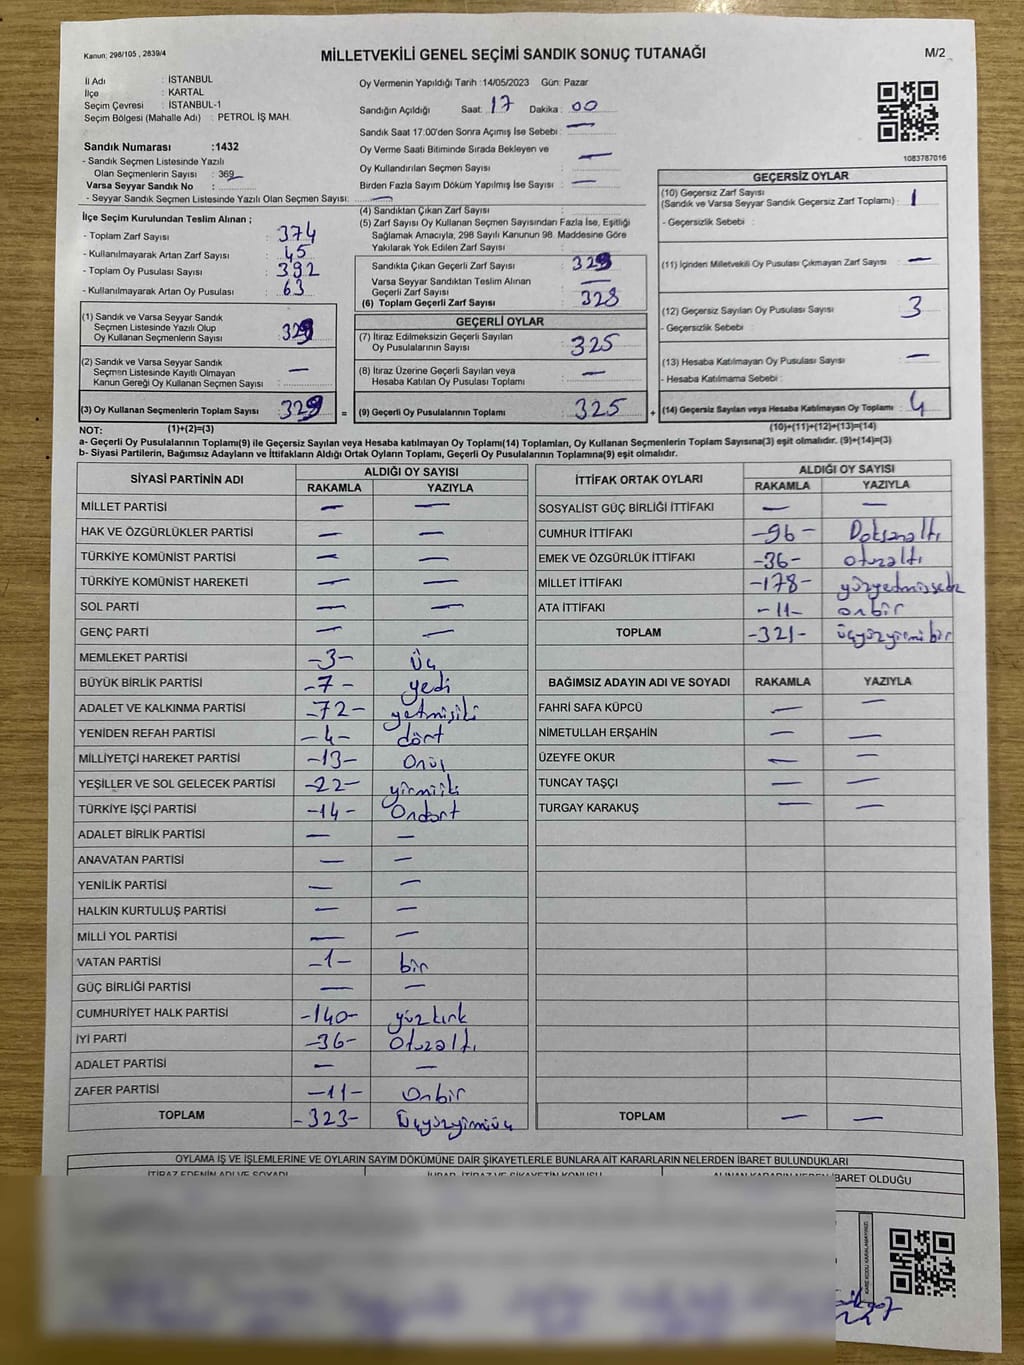 Kanun: 298/105 , 2839/4
MİLLETVEKİLİ GENEL SEÇİMİ SANDIK SONUÇ TUTANAĞI
M/2
İl Adı : İSTANBUL
İlçe : KARTAL
Seçim Çevresi : İSTANBUL-1
Seçim Bölgesi (Mahalle Adı) : PETROL İŞ MAH.
Sandık Numarası :1432
- Sandık Seçmen Listesinde Yazılı
Olan Seçmenlerin Sayısı : 369
Varsa Seyyar Sandık No :
- Seyyar Sandık Seçmen Listesinde Yazılı Olan Seçmen Sayısı: —
Oy Vermenin Yapıldığı Tarih :14/05/2023 Gün: Pazar
Sandığın Açıldığı Saat: 17 Dakika : 00
Sandık Saat 17.00'den Sonra Açımış İse Sebebi : —
Oy Verme Saati Bitiminde Sırada Bekleyen ve
Oy Kullandırılan Seçmen Sayısı : —
Birden Fazla Sayım Döküm Yapılmış İse Sayısı : —
1083787016
İlçe Seçim Kurulundan Teslim Alınan ;
- Toplam Zarf Sayısı : 374
- Kullanılmayarak Artan Zarf Sayısı : 45
- Toplam Oy Pusulası Sayısı : 392
- Kullanılmayarak Artan Oy Pusulası : 63
(4) Sandıktan Çıkan Zarf Sayısı :
(5) Zarf Sayısı Oy Kullanan Seçmen Sayısından Fazla İse, Eşitliği
Sağlamak Amacıyla, 298 Sayılı Kanunun 98. Maddesine Göre
Yakılarak Yok Edilen Zarf Sayısı :
Sandıkta Çıkan Geçerli Zarf Sayısı :
Varsa Seyyar Sandıktan Teslim Alınan
Geçerli Zarf Sayısı : —
(6) Toplam Geçerli Zarf Sayısı : 328
GEÇERSİZ OYLAR
(10) Geçersiz Zarf Sayısı
(Sandık ve Varsa Seyyar Sandık Geçersiz Zarf Toplamı) : 1
- Geçersizlik Sebebi :
(11) İçinden Milletvekili Oy Pusulası Çıkmayan Zarf Sayısı : —
(12) Geçersiz Sayılan Oy Pusulası Sayısı : 3
- Geçersizlik Sebebi
(13) Hesaba Katılmayan Oy Pusulası Sayısı : —
- Hesaba Katılmama Sebebi :
(14) Geçersiz Sayılan veya Hesaba Katılmayan Oy Toplamı : 4
(10)+(11)+(12)+(13)=(14)
(1) Sandık ve Varsa Seyyar Sandık
Seçmen Listesinde Yazılı Olup
Oy Kullanan Seçmenlerin Sayısı :
(2) Sandık ve Varsa Seyyar Sandık
Seçmen Listesinde Kayıtlı Olmayan
Kanun Gereği Oy Kullanan Seçmen Sayısı : —
(3) Oy Kullanan Seçmenlerin Toplam Sayısı : 329 =
(1)+(2)=(3)
GEÇERLİ OYLAR
(7) İtiraz Edilmeksizin Geçerli Sayılan
Oy Pusulalarının Sayısı : 325
(8) İtiraz Üzerine Geçerli Sayılan veya
Hesaba Katılan Oy Pusulası Toplamı : —
(9) Geçerli Oy Pusulalarının Toplamı : 325 +
NOT:
a- Geçerli Oy Pusulalarının Toplamı(9) ile Geçersiz Sayılan veya Hesaba katılmayan Oy Toplamı(14) Toplamları, Oy Kullanan Seçmenlerin Toplam Sayısına(3) eşit olmalıdır. (9)+(14)=(3)
b- Siyasi Partilerin, Bağımsız Adayların ve İttifakların Aldığı Ortak Oyların Toplamı, Geçerli Oy Pusulalarının Toplamına(9) eşit olmalıdır.
SİYASİ PARTİNİN ADI ALDIĞI OY SAYISI
RAKAMLA YAZIYLA
MİLLET PARTİSİ — —
HAK VE ÖZGÜRLÜKLER PARTİSİ — —
TÜRKİYE KOMÜNİST PARTİSİ — —
TÜRKİYE KOMÜNİST HAREKETİ — —
SOL PARTİ — —
GENÇ PARTİ — —
MEMLEKET PARTİSİ -3- Üç
BÜYÜK BİRLİK PARTİSİ -7- yedi
ADALET VE KALKINMA PARTİSİ -72- yetmişiki
YENİDEN REFAH PARTİSİ -4- dört
MİLLİYETÇİ HAREKET PARTİSİ -13- Onüç
YEŞİLLER VE SOL GELECEK PARTİSİ -22- yirmiiki
TÜRKİYE İŞÇİ PARTİSİ -14- Ondört
ADALET BİRLİK PARTİSİ — —
ANAVATAN PARTİSİ — —
YENİLİK PARTİSİ — —
HALKIN KURTULUŞ PARTİSİ — —
MİLLİ YOL PARTİSİ — —
VATAN PARTİSİ -1- bir
GÜÇ BİRLİĞİ PARTİSİ — —
CUMHURİYET HALK PARTİSİ -140- yüzkırk
İYİ PARTİ -36- Otuzaltı
ADALET PARTİSİ — —
ZAFER PARTİSİ -11- Onbir
TOPLAM -323- Üçyüzyirmiüç
İTTİFAK ORTAK OYLARI ALDIĞI OY SAYISI
RAKAMLA YAZIYLA
SOSYALİST GÜÇ BİRLİĞİ İTTİFAKI — —
CUMHUR İTTİFAKI -96- Doksanaltı
EMEK VE ÖZGÜRLÜK İTTİFAKI -36- otuzaltı
MİLLET İTTİFAKI -178- yüzyetmişsekiz
ATA İTTİFAKI -11- onbir
TOPLAM -321- üçyüzyirmibir
BAĞIMSIZ ADAYIN ADI VE SOYADI RAKAMLA YAZIYLA
FAHRİ SAFA KÜPCÜ — —
NİMETULLAH ERŞAHİN — —
ÜZEYFE OKUR — —
TUNCAY TAŞÇI — —
TURGAY KARAKUŞ — —
TOPLAM — —
OYLAMA İŞ VE İŞLEMLERİNE VE OYLARIN SAYIM DÖKÜMÜNE DAİR ŞİKAYETLERLE BUNLARA AİT KARARLARIN NELERDEN İBARET BULUNDUKLARI
İTİRAZ EDENİN ADI VE SOYADI
İBARET OLDUĞU